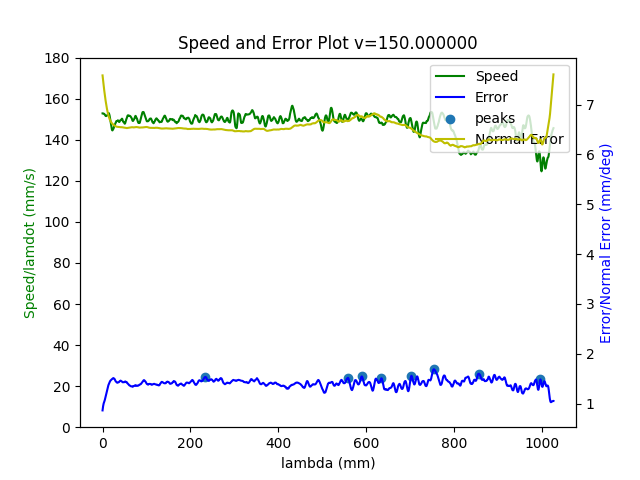 Speed and Error Plot v=150.000000
Speed
Error
peaks
Normal Error
180
160
140
120
100
80
60
40
20
0
7
6
5
4
3
2
1
0
200
400
600
800
1000
lambda (mm)
Speed/lamdot (mm/s)
Error/Normal Error (mm/deg)